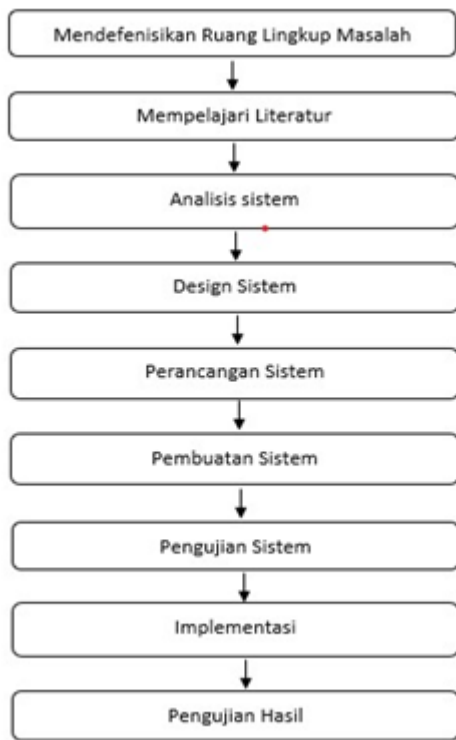 Mendefenisikan Ruang Lingkup Masalah
Mempelajari Literatur
Analisis sistem
Design Sistem
Perancangan Sistem
Pembuatan Sistem
Pengujian Sistem
Implementasi
Pengujian Hasil